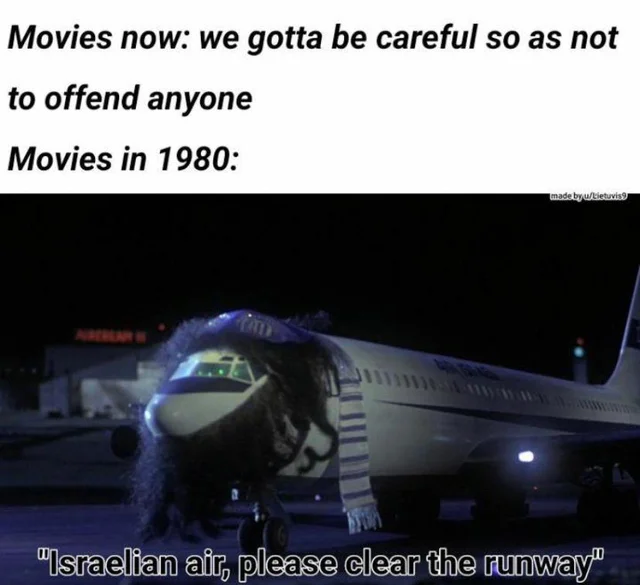 Movies now: we gotta be careful so as not
to offend anyone
Movies in 1980:
made by u/Lietuvis9
"Israelian air, please clear the runway"